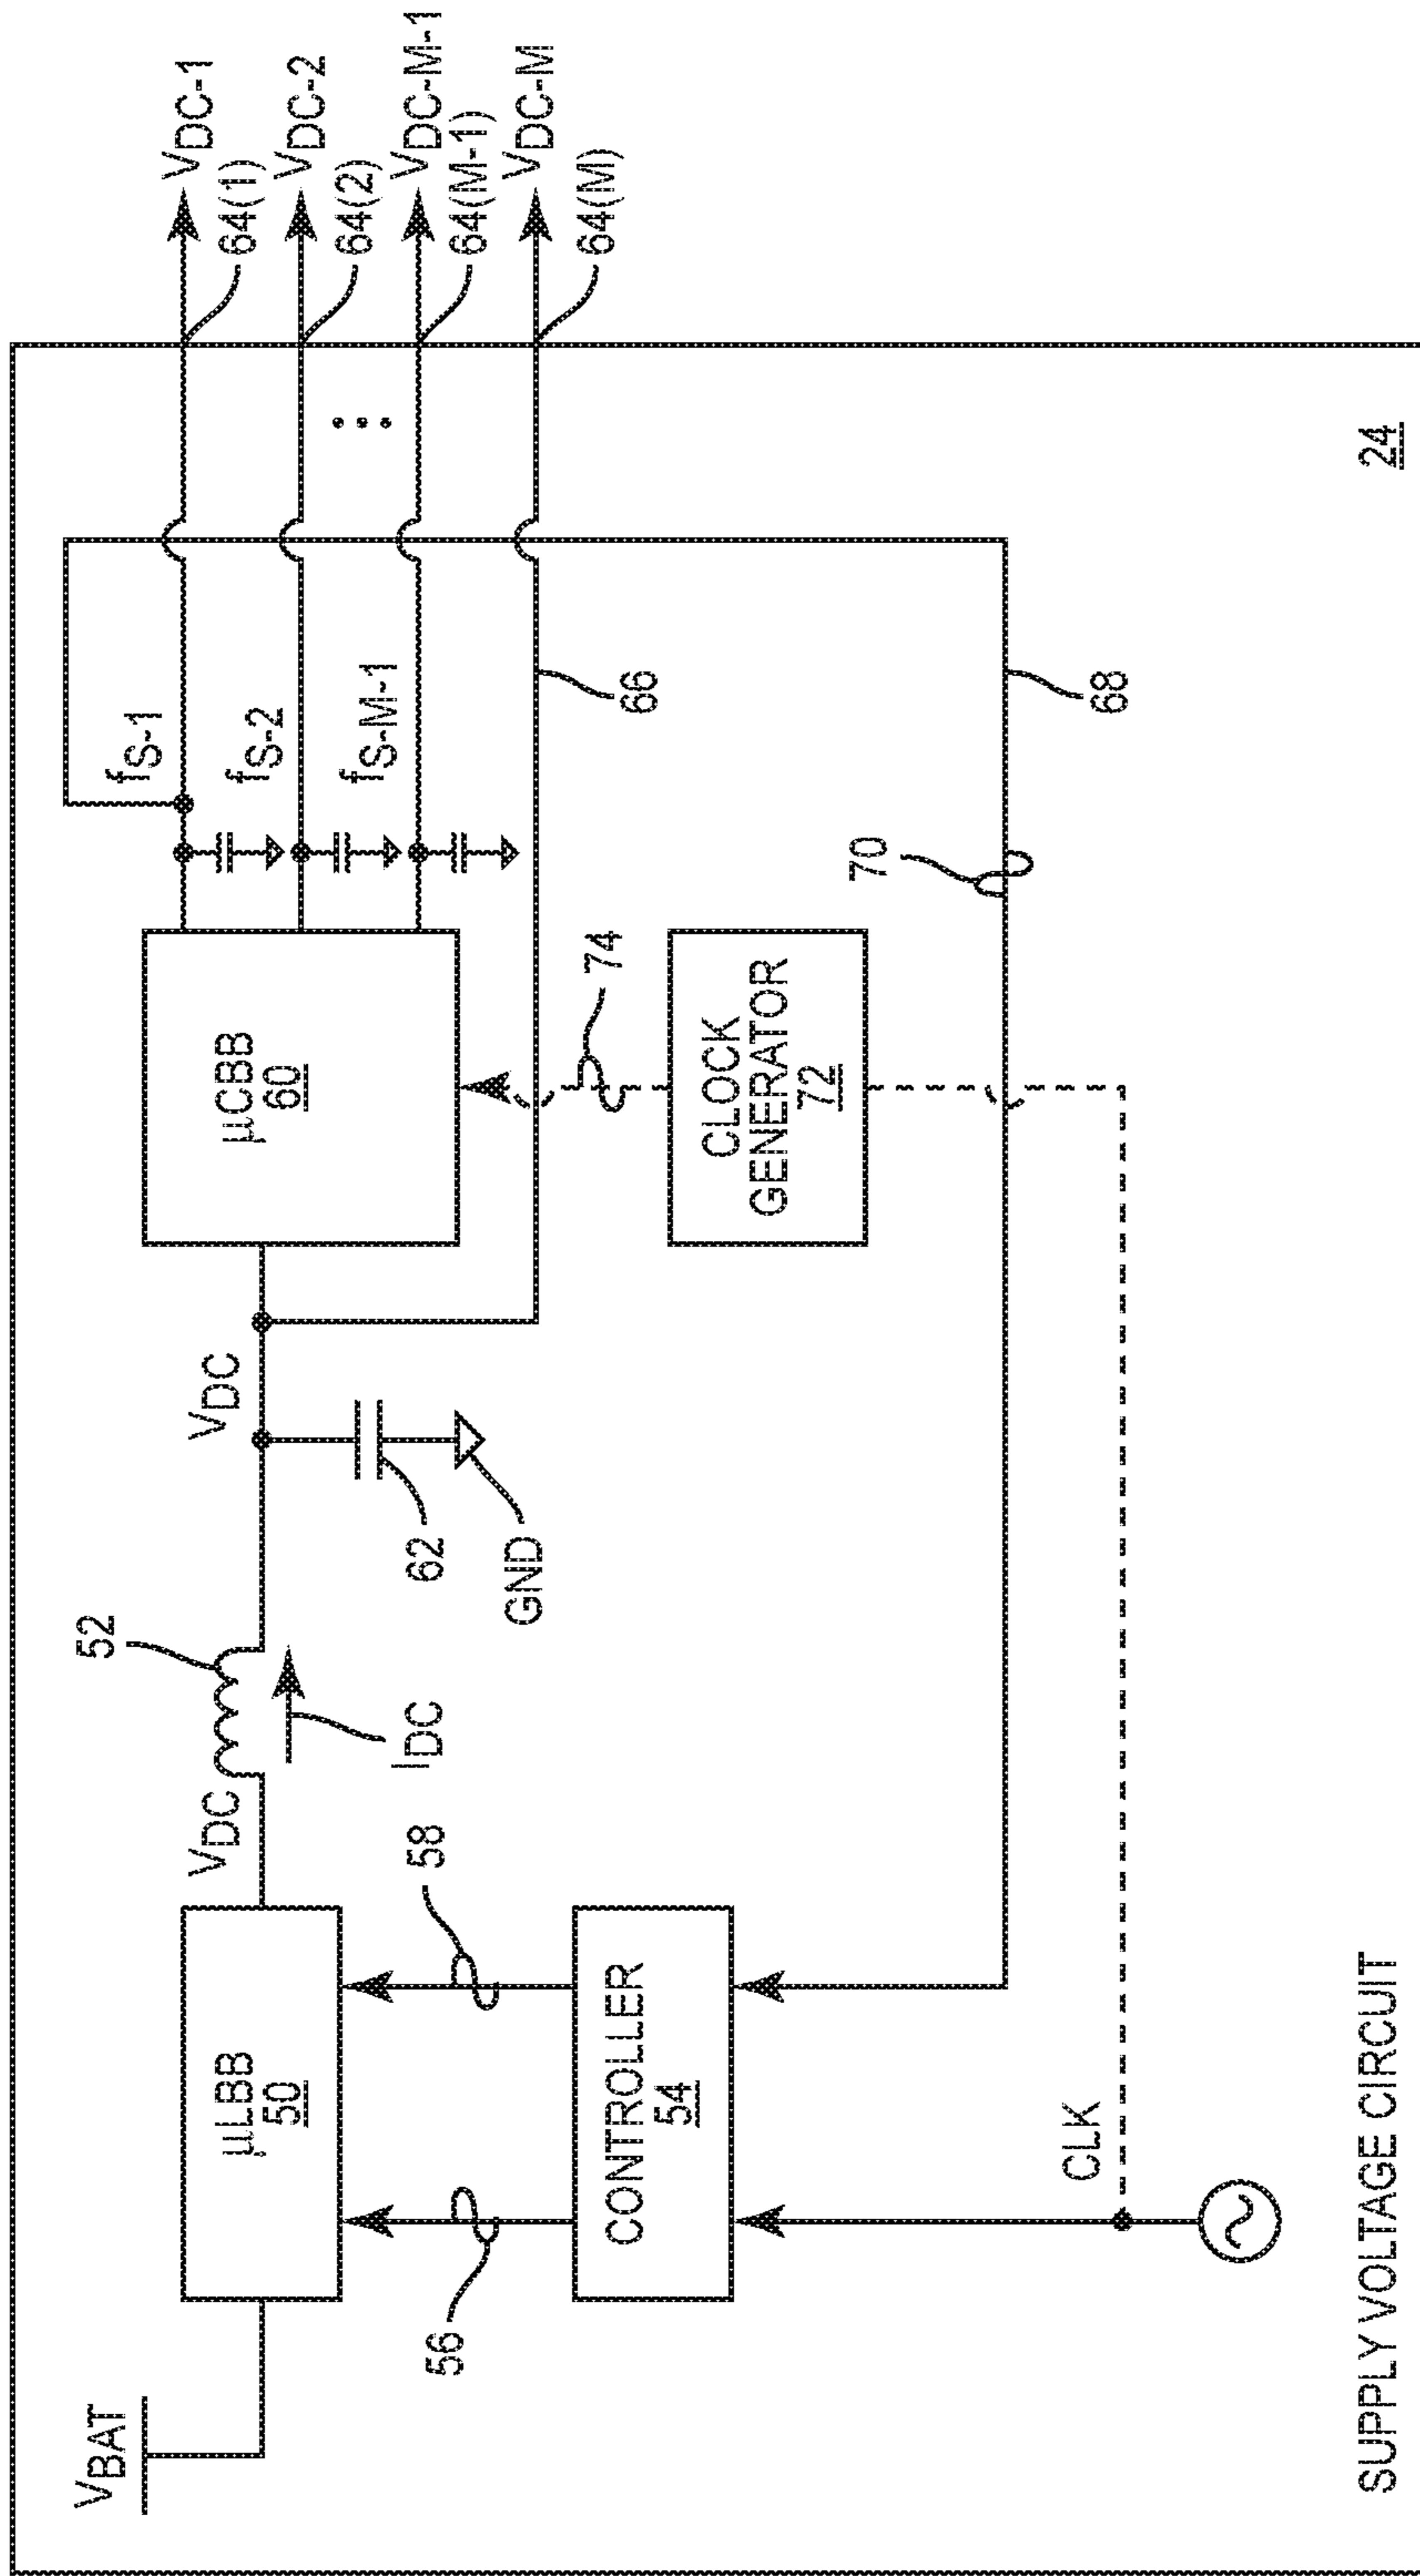 VBAT
μLBB
50
VDC
52
IDC
VDC
62
GND
μCBB
60
fS-1
fS-2
fS-M-1
VDC-1
64(1)
VDC-2
64(2)
VDC-M-1
64(M-1)
VDC-M
64(M)
66
56
58
CONTROLLER
54
74
CLOCK
GENERATOR
72
70
68
CLK
SUPPLY VOLTAGE CIRCUIT
24